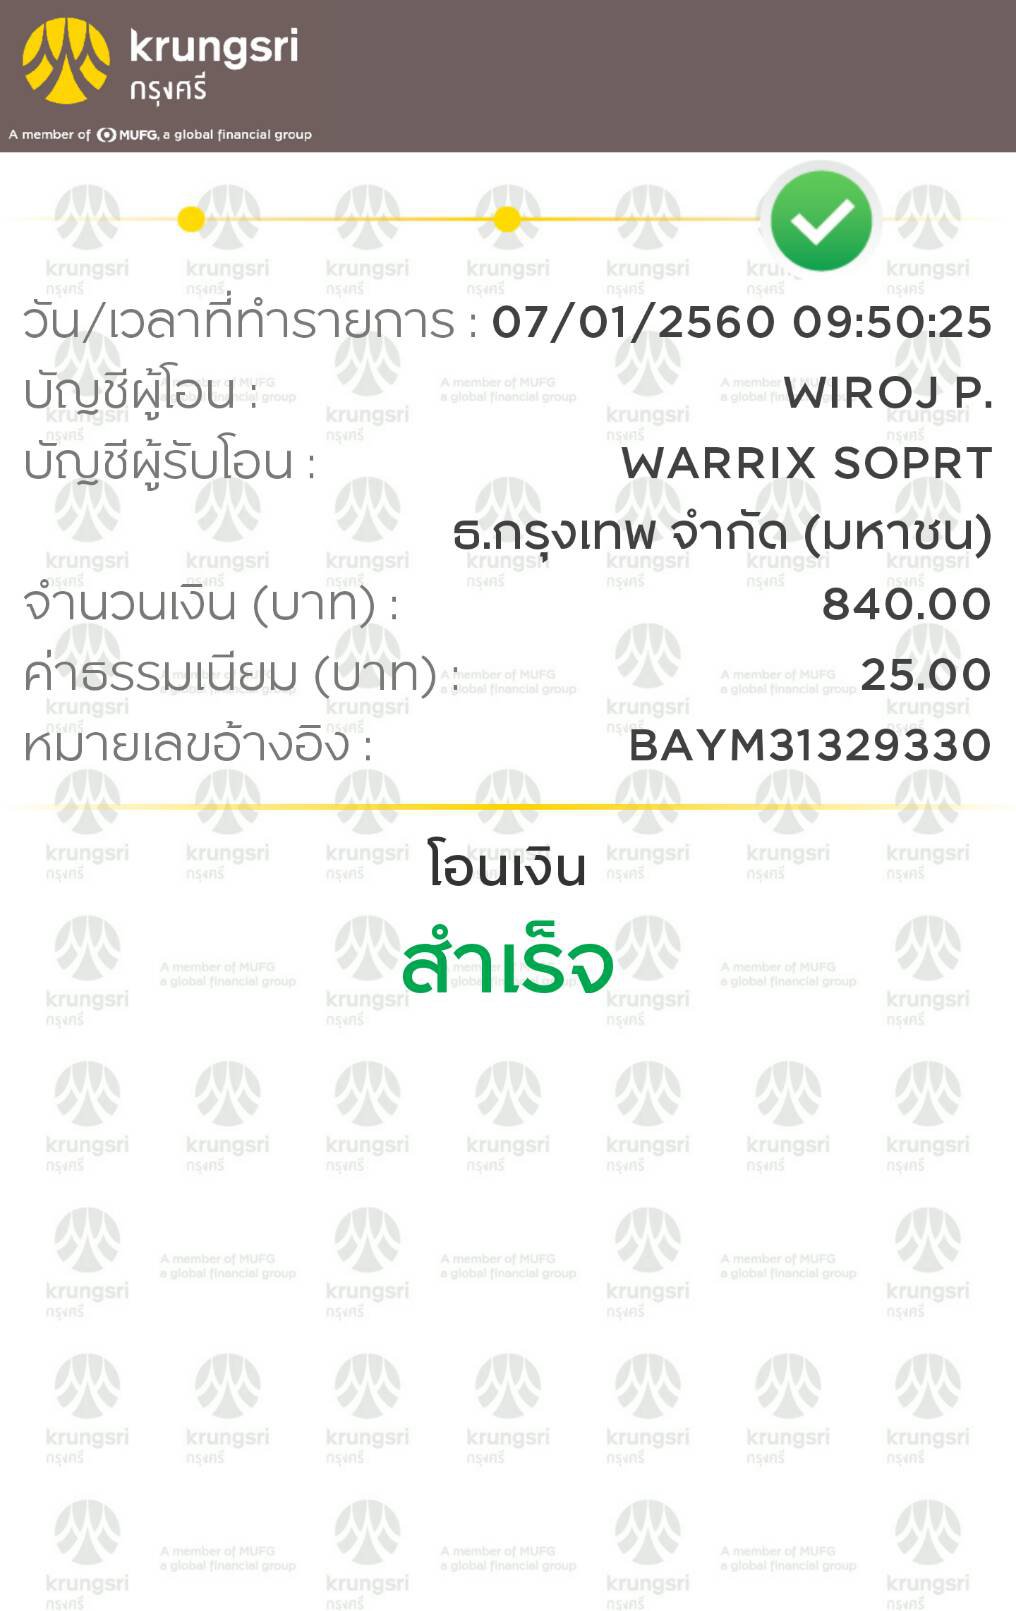 krungsri
กรุงศรี
A member of MUFG, a global financial group
วัน/เวลาที่ทำรายการ : 07/01/2560 09:50:25
บัญชีผู้โอน : WIROJ P.
บัญชีผู้รับโอน : WARRIX SOPRT
ธ.กรุงเทพ จำกัด (มหาชน)
จำนวนเงิน (บาท) : 840.00
ค่าธรรมเนียม (บาท) : 25.00
หมายเลขอ้างอิง : BAYM31329330
โอนเงิน
สำเร็จ